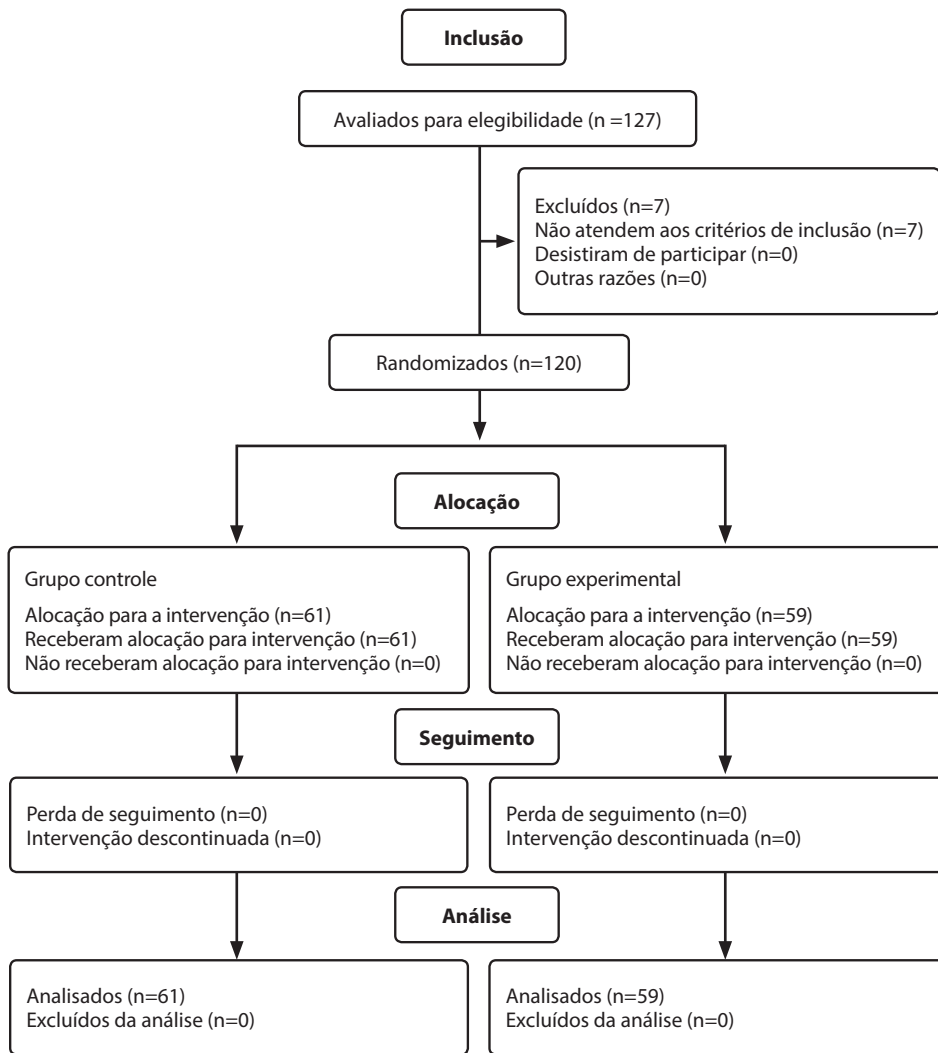 Inclusão
Avaliados para elegibilidade (n =127)
Excluídos (n=7)
Não atendem aos critérios de inclusão (n=7)
Desistiram de participar (n=0)
Outras razões (n=0)
Randomizados (n=120)
Alocação
Grupo controle
Alocação para a intervenção (n=61)
Receberam alocação para intervenção (n=61)
Não receberam alocação para intervenção (n=0)
Grupo experimental
Alocação para a intervenção (n=59)
Receberam alocação para intervenção (n=59)
Não receberam alocação para intervenção (n=0)
Seguimento
Perda de seguimento (n=0)
Intervenção descontinuada (n=0)
Perda de seguimento (n=0)
Intervenção descontinuada (n=0)
Análise
Analisados (n=61)
Excluídos da análise (n=0)
Analisados (n=59)
Excluídos da análise (n=0)